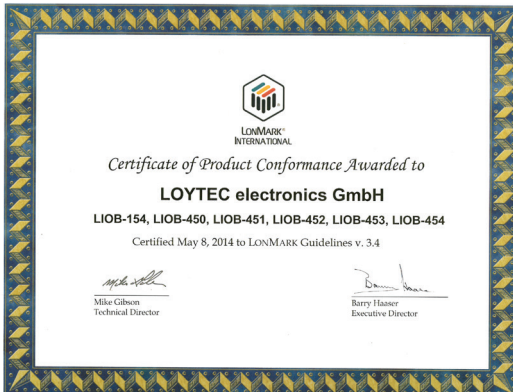 LONMARK®
INTERNATIONAL
Certificate of Product Conformance Awarded to
LOYTEC electronics GmbH
LIOB-154, LIOB-450, LIOB-451, LIOB-452, LIOB-453, LIOB-454
Certified May 8, 2014 to LONMARK Guidelines v. 3.4
Mike Gibson
Technical Director
Barry Haaser
Executive Director